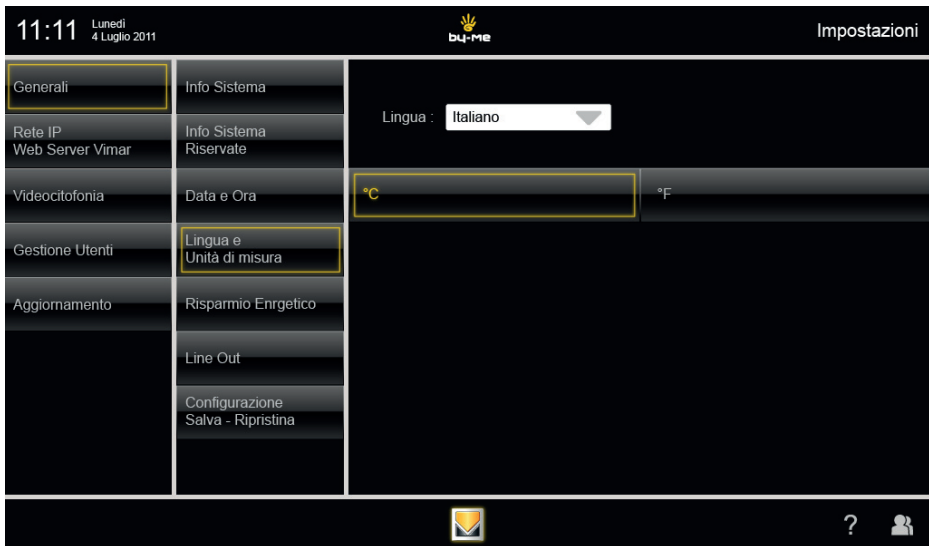 11:11
Lunedì
4 Luglio 2011
by-me
Impostazioni
Generali
Rete IP
Web Server Vimar
Videocitofonia
Gestione Utenti
Aggiornamento
Info Sistema
Info Sistema
Riservate
Data e Ora
Lingua e
Unità di misura
Risparmio Enrgetico
Line Out
Configurazione
Salva - Ripristina
Lingua : Italiano
°C
°F
?